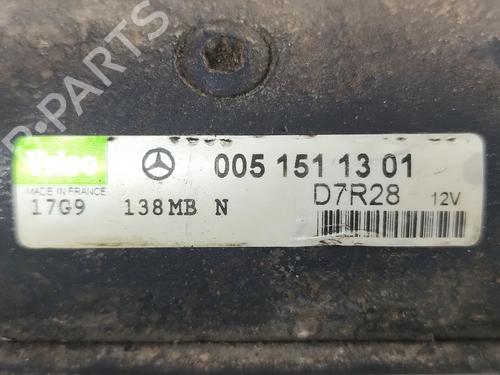 B-PARTS
Valeo
005 151 13 01
MADE IN FRANCE
D7R28 12V
17G9 138MB N